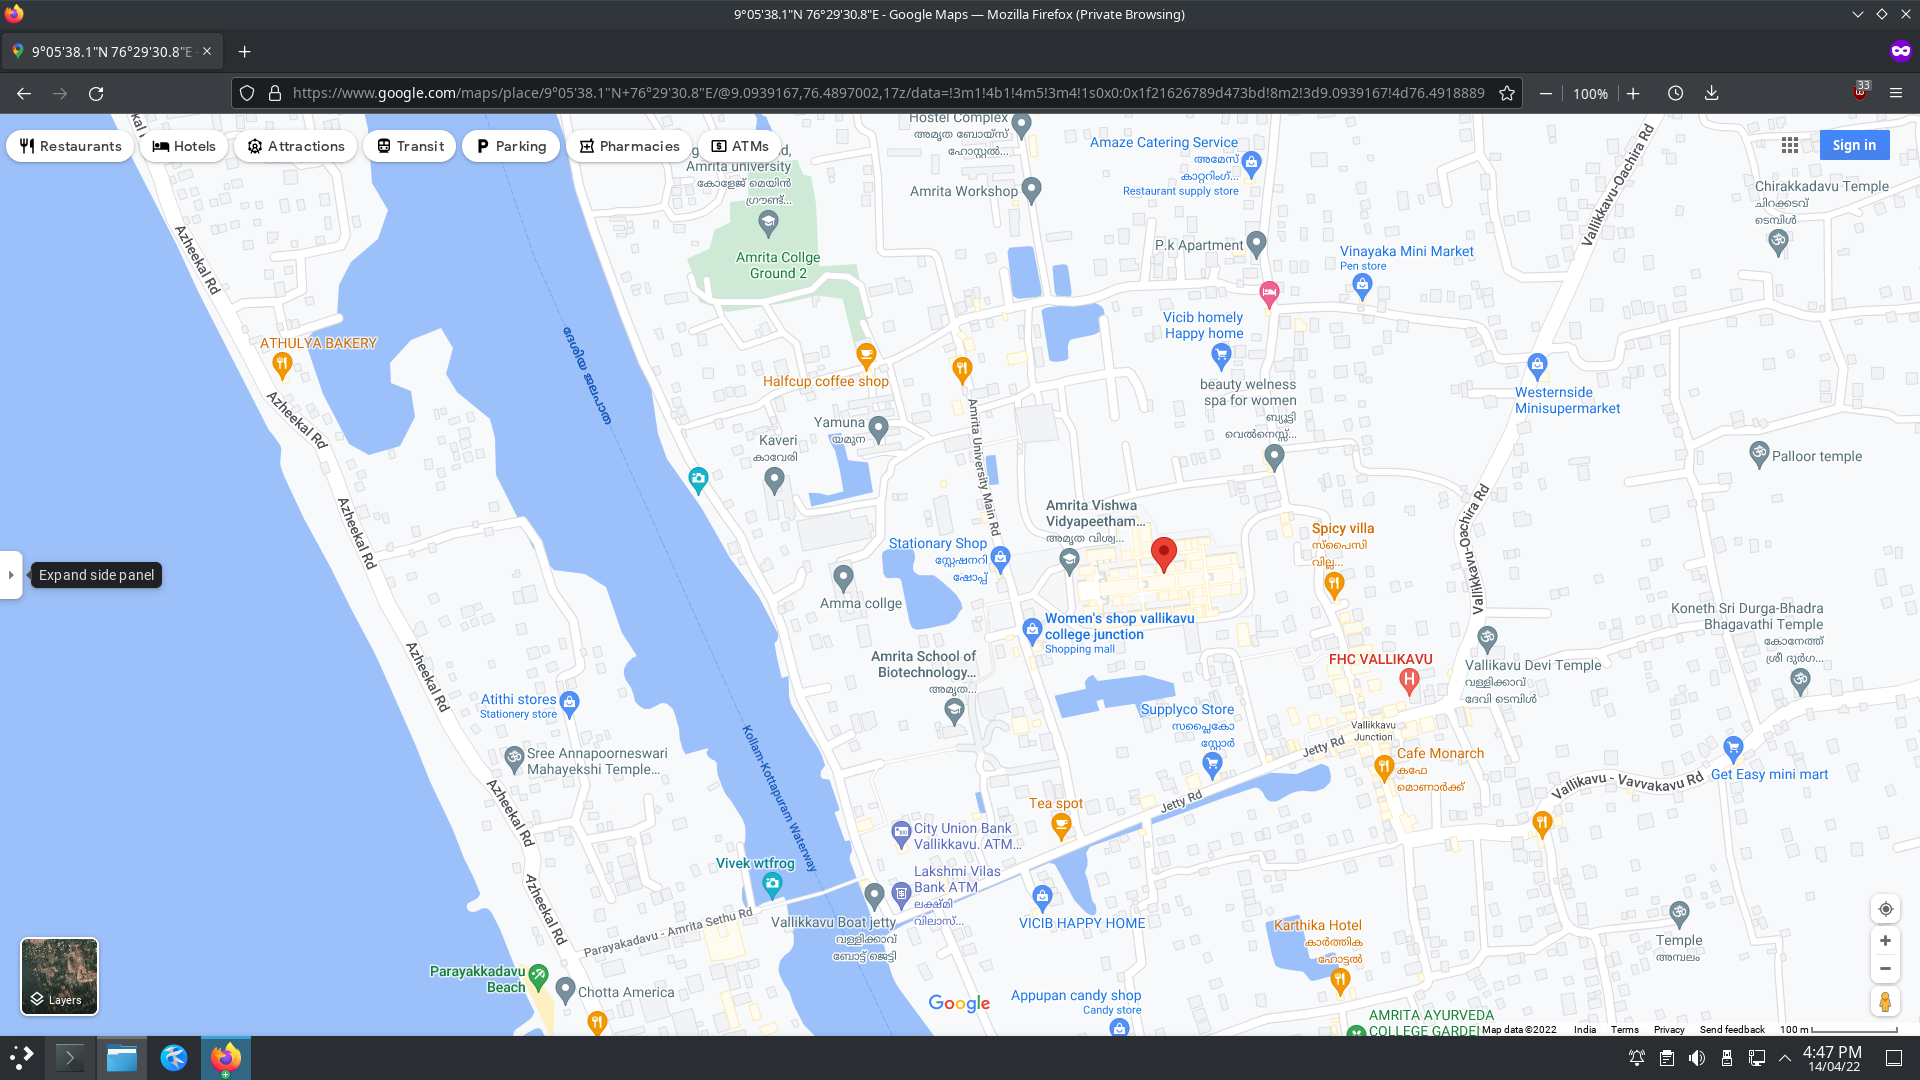 9°05'38.1"N 76°29'30.8"E - Google Maps — Mozilla Firefox (Private Browsing)
9°05'38.1"N 76°29'30.8"E -
https://www.google.com/maps/place/9°05'38.1"N+76°29'30.8"E/@9.0939167,76.4897002,17z/data=!3m1!4b1!4m5!3m4!1s0x0:0x1f21626789d473bd!8m2!3d9.0939167!4d76.4918889
100%
33
Restaurants
Hotels
Attractions
Transit
Parking
Pharmacies
ATMs
Sign in
Hostel Complex
അമൃത ബോയ്സ്
ഹോസ്റ്റൽ...
Amrita university
കോളേജ് മെയിൻ
ഗ്രൗണ്ട്...
Amrita Workshop
Amaze Catering Service
അമേസ്
കാറ്ററിംഗ്...
Restaurant supply store
Vallikkavu-Oachira Rd
Chirakkadavu Temple
ചിറക്കടവ്
ടെമ്പിൾ
Azheekal Rd
Amrita Collge
Ground 2
P.k Apartment
Vinayaka Mini Market
Pen store
ദേശീയ ജലപാത
Vicib homely
Happy home
ATHULYA BAKERY
Halfcup coffee shop
beauty welness
spa for women
ബ്യൂട്ടി
വെൽനെസ്സ്...
Westernside
Minisupermarket
Azheekal Rd
Yamuna
യമുന
Kaveri
കാവേരി
Amrita University Main Rd
Palloor temple
Azheekal Rd
Amrita Vishwa
Vidyapeetham...
അമൃത വിശ്വ...
Vallikkavu-Oachira Rd
Spicy villa
സ്പൈസി
വില്ല...
Stationary Shop
സ്റ്റേഷനറി
ഷോപ്പ്
Expand side panel
Amma collge
Women's shop vallikavu
college junction
Shopping mall
Koneth Sri Durga-Bhadra
Bhagavathi Temple
കോനേത്ത്
ശ്രീ ദുർഗ...
Azheekal Rd
Amrita School of
Biotechnology...
അമൃത...
FHC VALLIKAVU
H
Vallikavu Devi Temple
വള്ളിക്കാവ്
ദേവി ടെമ്പിൾ
Atithi stores
Stationery store
Supplyco Store
സപ്ലൈകോ
സ്റ്റോർ
Vallikkavu
Junction
Jetty Rd
Sree Annapoorneswari
Mahayekshi Temple...
Kollam-Kottapuram Waterway
Cafe Monarch
കഫേ
മൊണാർക്ക്
Get Easy mini mart
Vallikavu - Vavvakavu Rd
Azheekal Rd
Jetty Rd
Tea spot
City Union Bank
Vallikkavu. ATM...
Vivek wtfrog
Lakshmi Vilas
Bank ATM
ലക്ഷ്മി
വിലാസ്...
Azheekal Rd
Parayakadavu - Amrita Sethu Rd
Vallikkavu Boat jetty
വള്ളിക്കാവ്
ബോട്ട് ജെട്ടി
VICIB HAPPY HOME
Karthika Hotel
കാർത്തിക
ഹോട്ടൽ
Temple
അമ്പലം
Parayakkadavu
Beach
Chotta America
Layers
Google
Appupan candy shop
Candy store
AMRITA AYURVEDA
COLLEGE GARDEN
Map data ©2022 India Terms Privacy Send feedback 100 m
4:47 PM
14/04/22